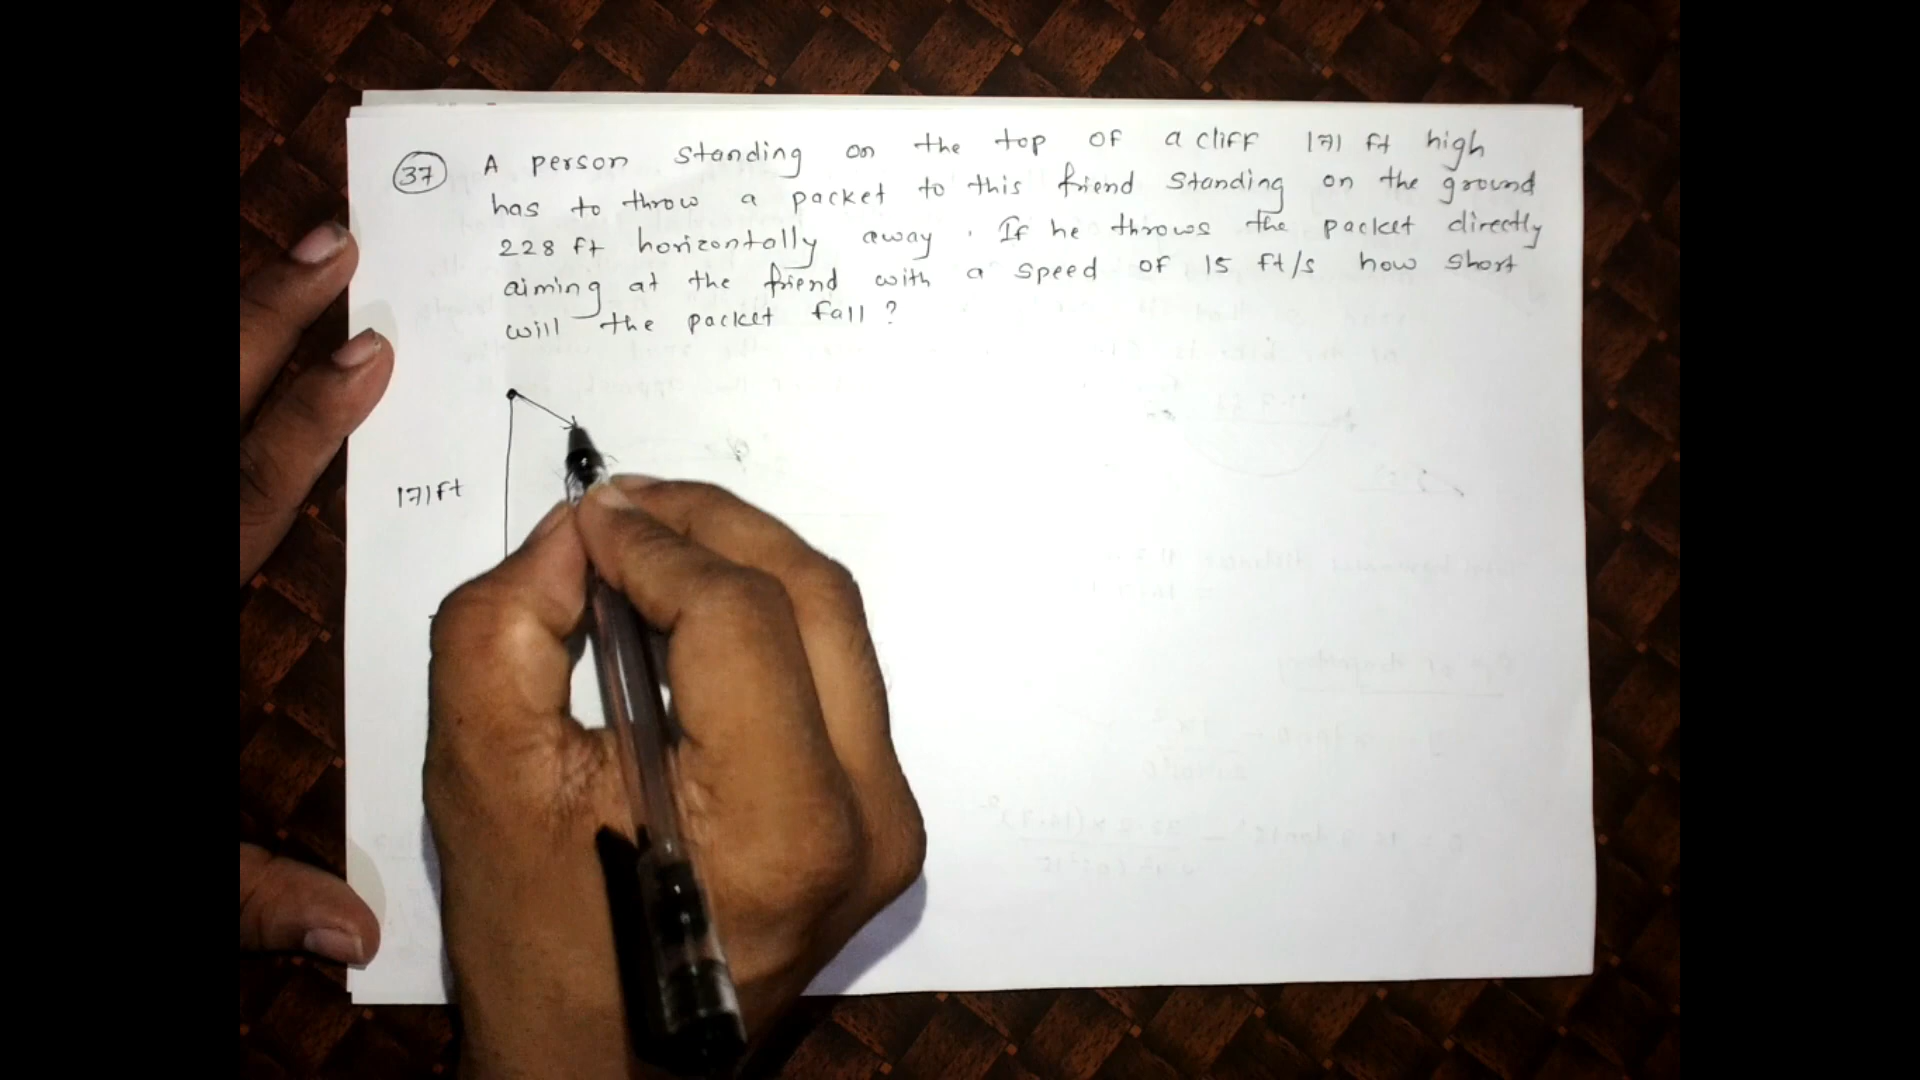 37 A person standing on the top of a cliff 171 ft high
has to throw a packet to this friend standing on the ground
228 ft horizontolly away. If he throws the packet directly
aiming at the friend with a speed of 15 ft/s how short
will the packet fall?
171ft